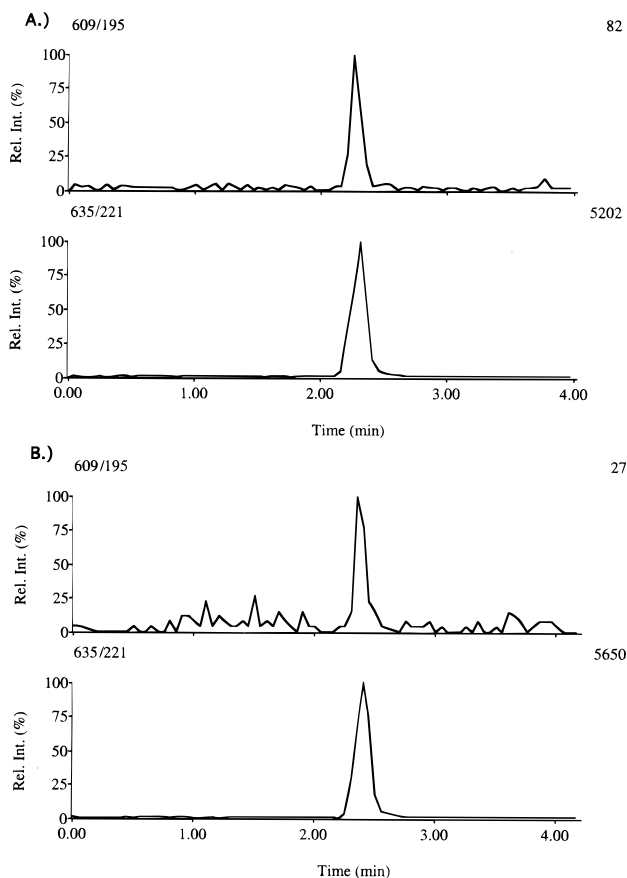 A.)
609/195 82
Rel. Int. (%)
100
75
50
25
0
635/221 5202
Rel. Int. (%)
100
75
50
25
0
0.00 1.00 2.00 3.00 4.00
Time (min)
B.)
609/195 27
Rel. Int. (%)
100
75
50
25
0
635/221 5650
Rel. Int. (%)
100
75
50
25
0
0.00 1.00 2.00 3.00 4.00
Time (min)